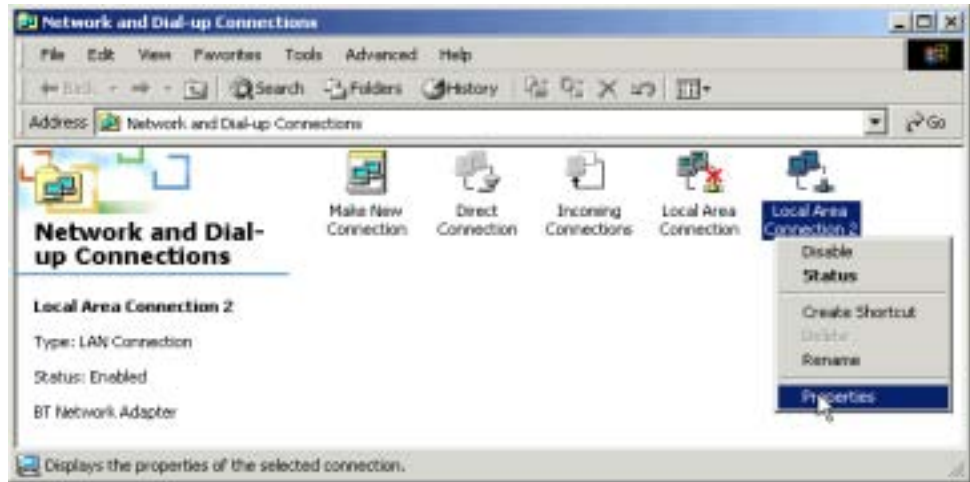 Network and Dial-up Connections
File Edit View Favorites Tools Advanced Help
Back Search Folders History
Address Network and Dial-up Connections Go
Make New Connection
Direct Connection
Incoming Connections
Local Area Connection
Local Area Connection 2
Network and Dial-
up Connections
Local Area Connection 2
Type: LAN Connection
Status: Enabled
BT Network Adapter
Disable
Status
Create Shortcut
Delete
Rename
Properties
Displays the properties of the selected connection.